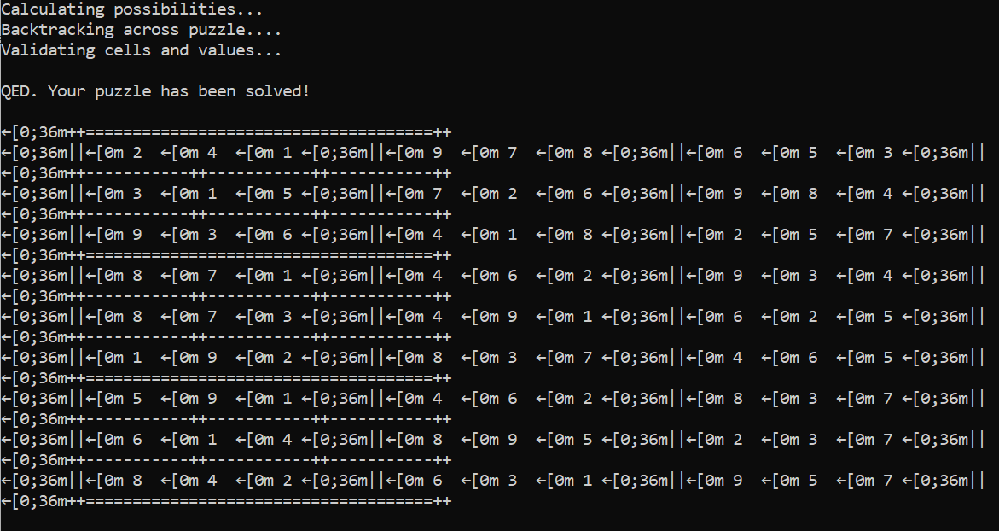 Calculating possibilities...
Backtracking across puzzle....
Validating cells and values...
QED. Your puzzle has been solved!
←[0;36m++===================================++
←[0;36m||←[0m 2  ←[0m 4  ←[0m 1 ←[0;36m||←[0m 9  ←[0m 7  ←[0m 8 ←[0;36m||←[0m 6  ←[0m 5  ←[0m 3 ←[0;36m||
←[0;36m++-----------++-----------++-----------++
←[0;36m||←[0m 3  ←[0m 1  ←[0m 5 ←[0;36m||←[0m 7  ←[0m 2  ←[0m 6 ←[0;36m||←[0m 9  ←[0m 8  ←[0m 4 ←[0;36m||
←[0;36m++-----------++-----------++-----------++
←[0;36m||←[0m 9  ←[0m 3  ←[0m 6 ←[0;36m||←[0m 4  ←[0m 1  ←[0m 8 ←[0;36m||←[0m 2  ←[0m 5  ←[0m 7 ←[0;36m||
←[0;36m++===================================++
←[0;36m||←[0m 8  ←[0m 7  ←[0m 1 ←[0;36m||←[0m 4  ←[0m 6  ←[0m 2 ←[0;36m||←[0m 9  ←[0m 3  ←[0m 4 ←[0;36m||
←[0;36m++-----------++-----------++-----------++
←[0;36m||←[0m 8  ←[0m 7  ←[0m 3 ←[0;36m||←[0m 4  ←[0m 9  ←[0m 1 ←[0;36m||←[0m 6  ←[0m 2  ←[0m 5 ←[0;36m||
←[0;36m++-----------++-----------++-----------++
←[0;36m||←[0m 1  ←[0m 9  ←[0m 2 ←[0;36m||←[0m 8  ←[0m 3  ←[0m 7 ←[0;36m||←[0m 4  ←[0m 6  ←[0m 5 ←[0;36m||
←[0;36m++===================================++
←[0;36m||←[0m 5  ←[0m 9  ←[0m 1 ←[0;36m||←[0m 4  ←[0m 6  ←[0m 2 ←[0;36m||←[0m 8  ←[0m 3  ←[0m 7 ←[0;36m||
←[0;36m++-----------++-----------++-----------++
←[0;36m||←[0m 6  ←[0m 1  ←[0m 4 ←[0;36m||←[0m 8  ←[0m 9  ←[0m 5 ←[0;36m||←[0m 2  ←[0m 3  ←[0m 7 ←[0;36m||
←[0;36m++-----------++-----------++-----------++
←[0;36m||←[0m 8  ←[0m 4  ←[0m 2 ←[0;36m||←[0m 6  ←[0m 3  ←[0m 1 ←[0;36m||←[0m 9  ←[0m 5  ←[0m 7 ←[0;36m||
←[0;36m++===================================++